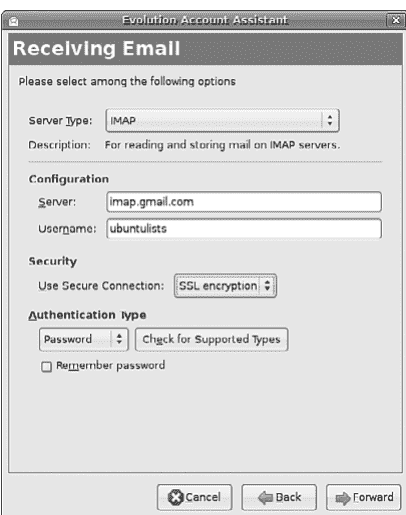 Evolution Account Assistant
Receiving Email
Please select among the following options
Server Type: IMAP
Description: For reading and storing mail on IMAP servers.
Configuration
Server: imap.gmail.com
Username: ubuntulists
Security
Use Secure Connection: SSL encryption
Authentication Type
Password Check for Supported Types
Remember password
Cancel Back Forward